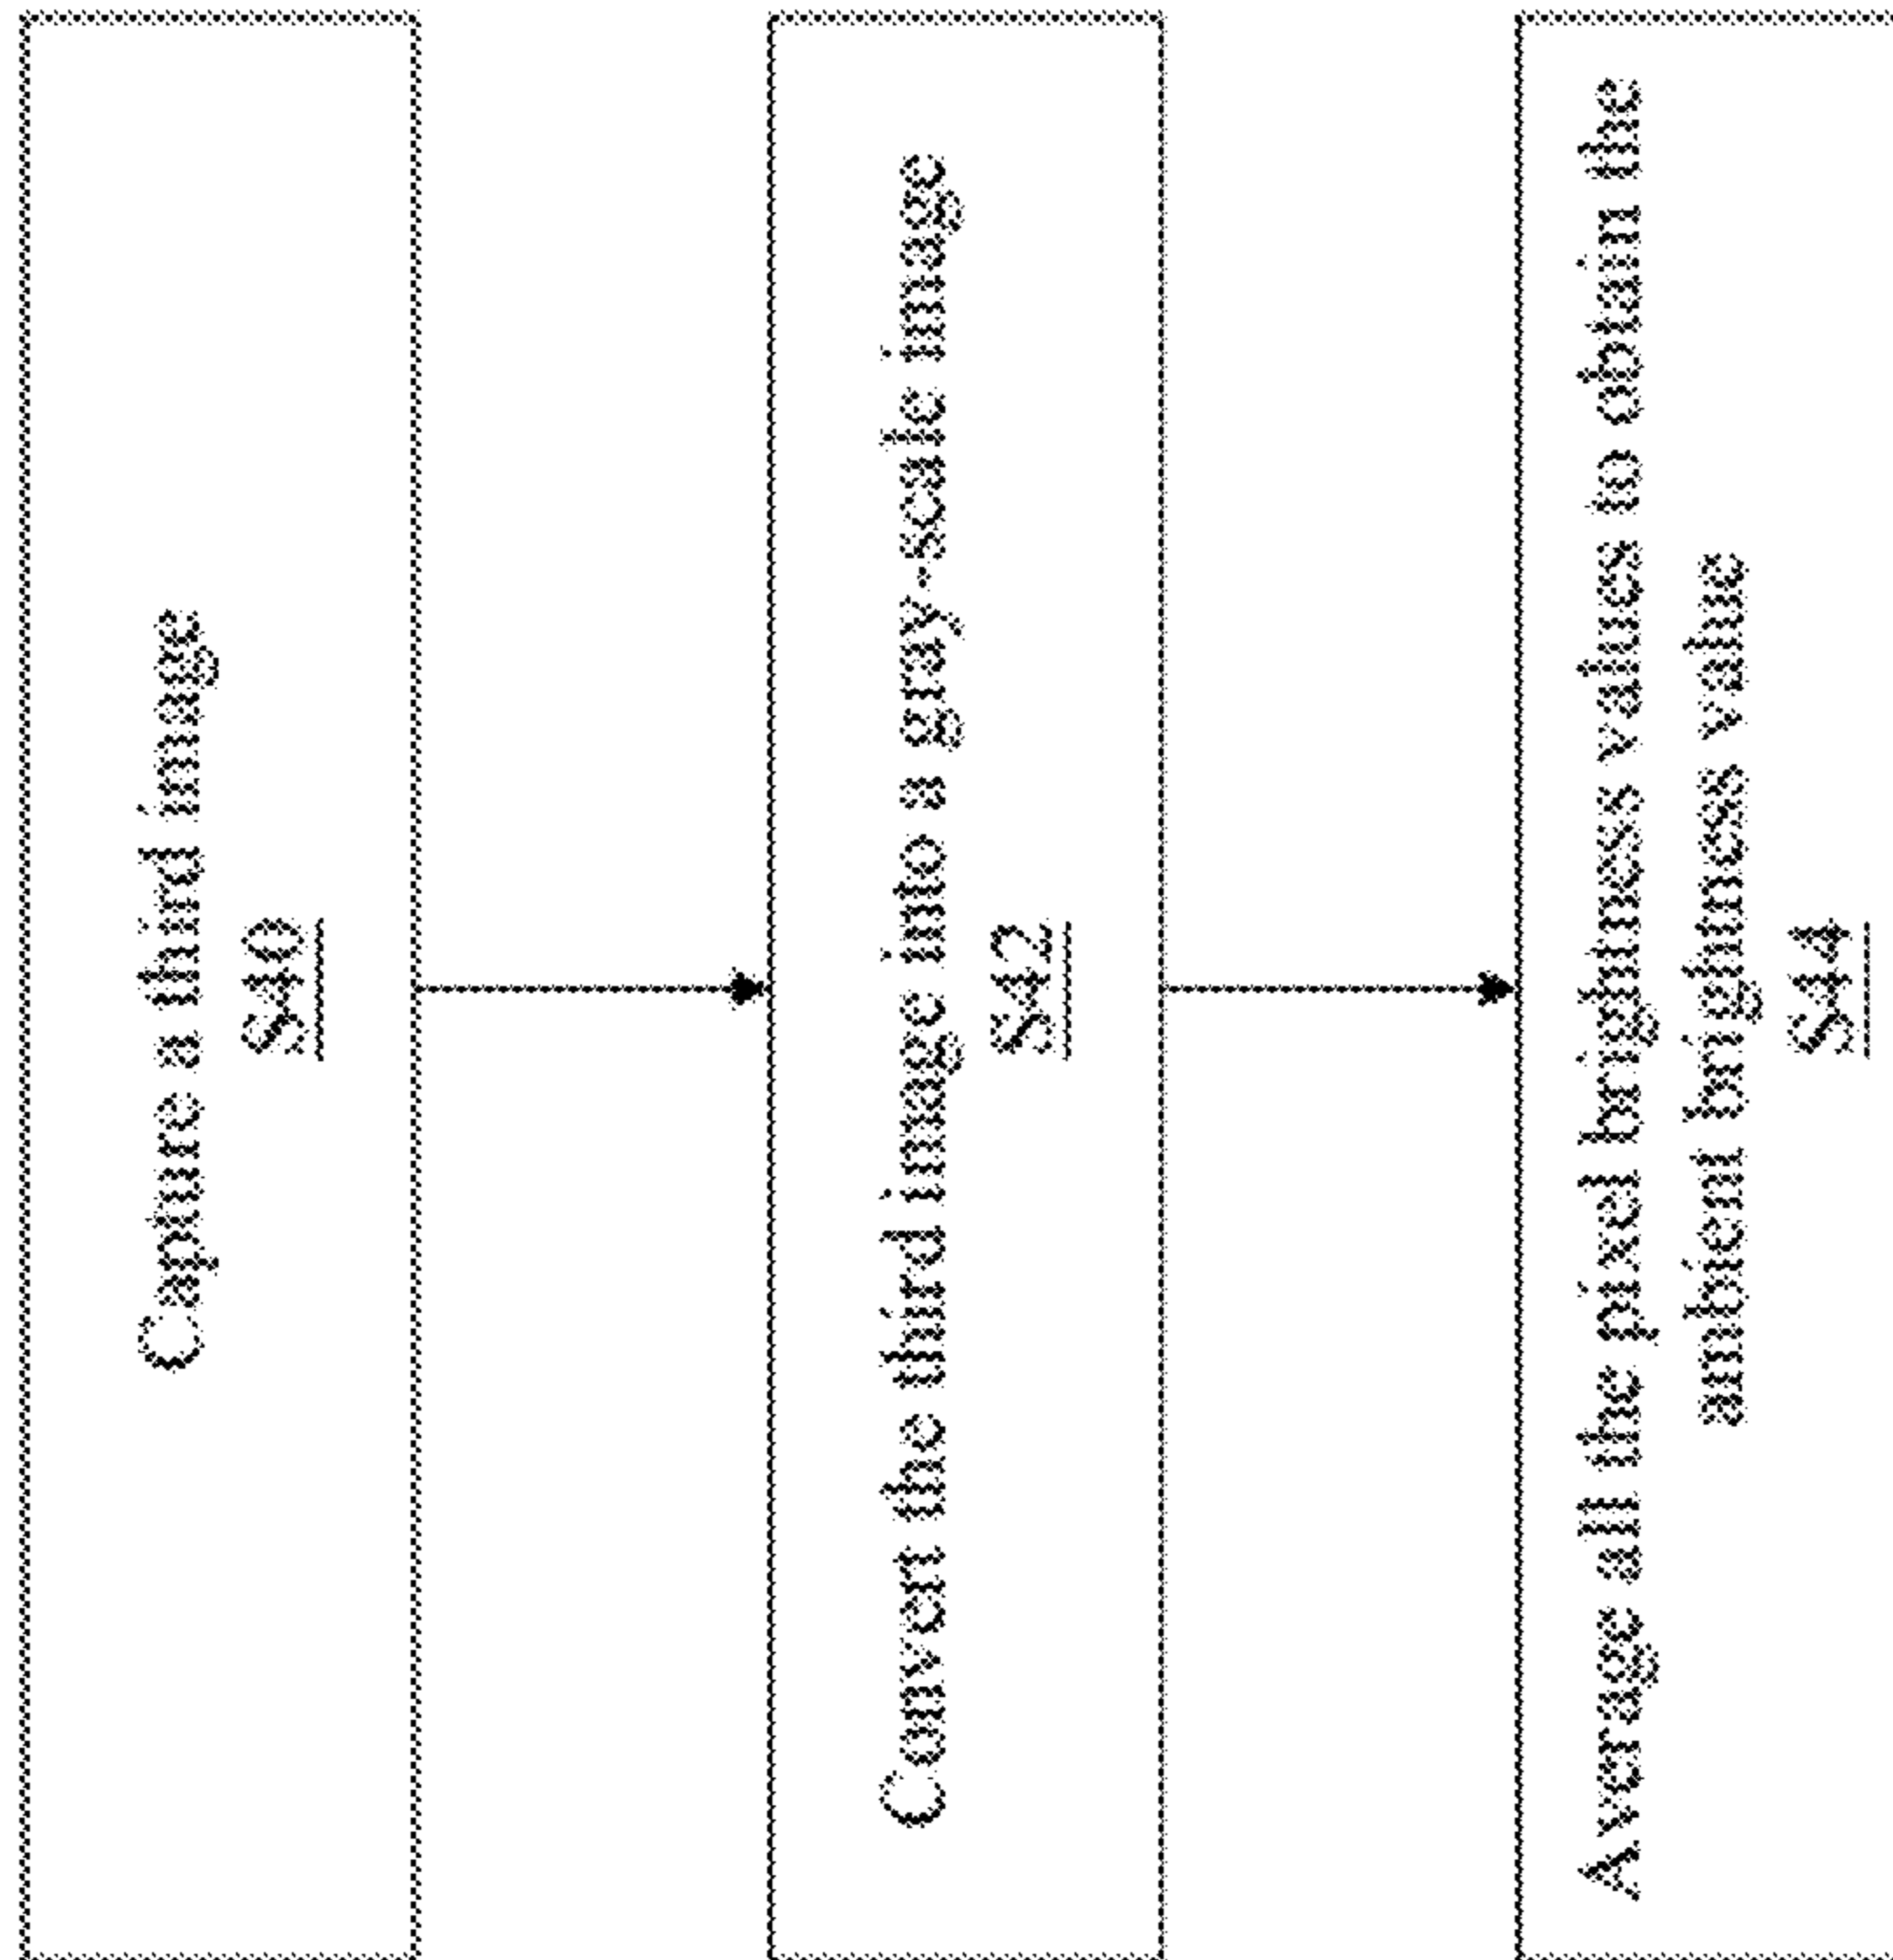 Capture a third image
S40
Convert the third image into a gray-scale image
S42
Average all the pixel brightness values to obtain the
ambient brightness value
S44